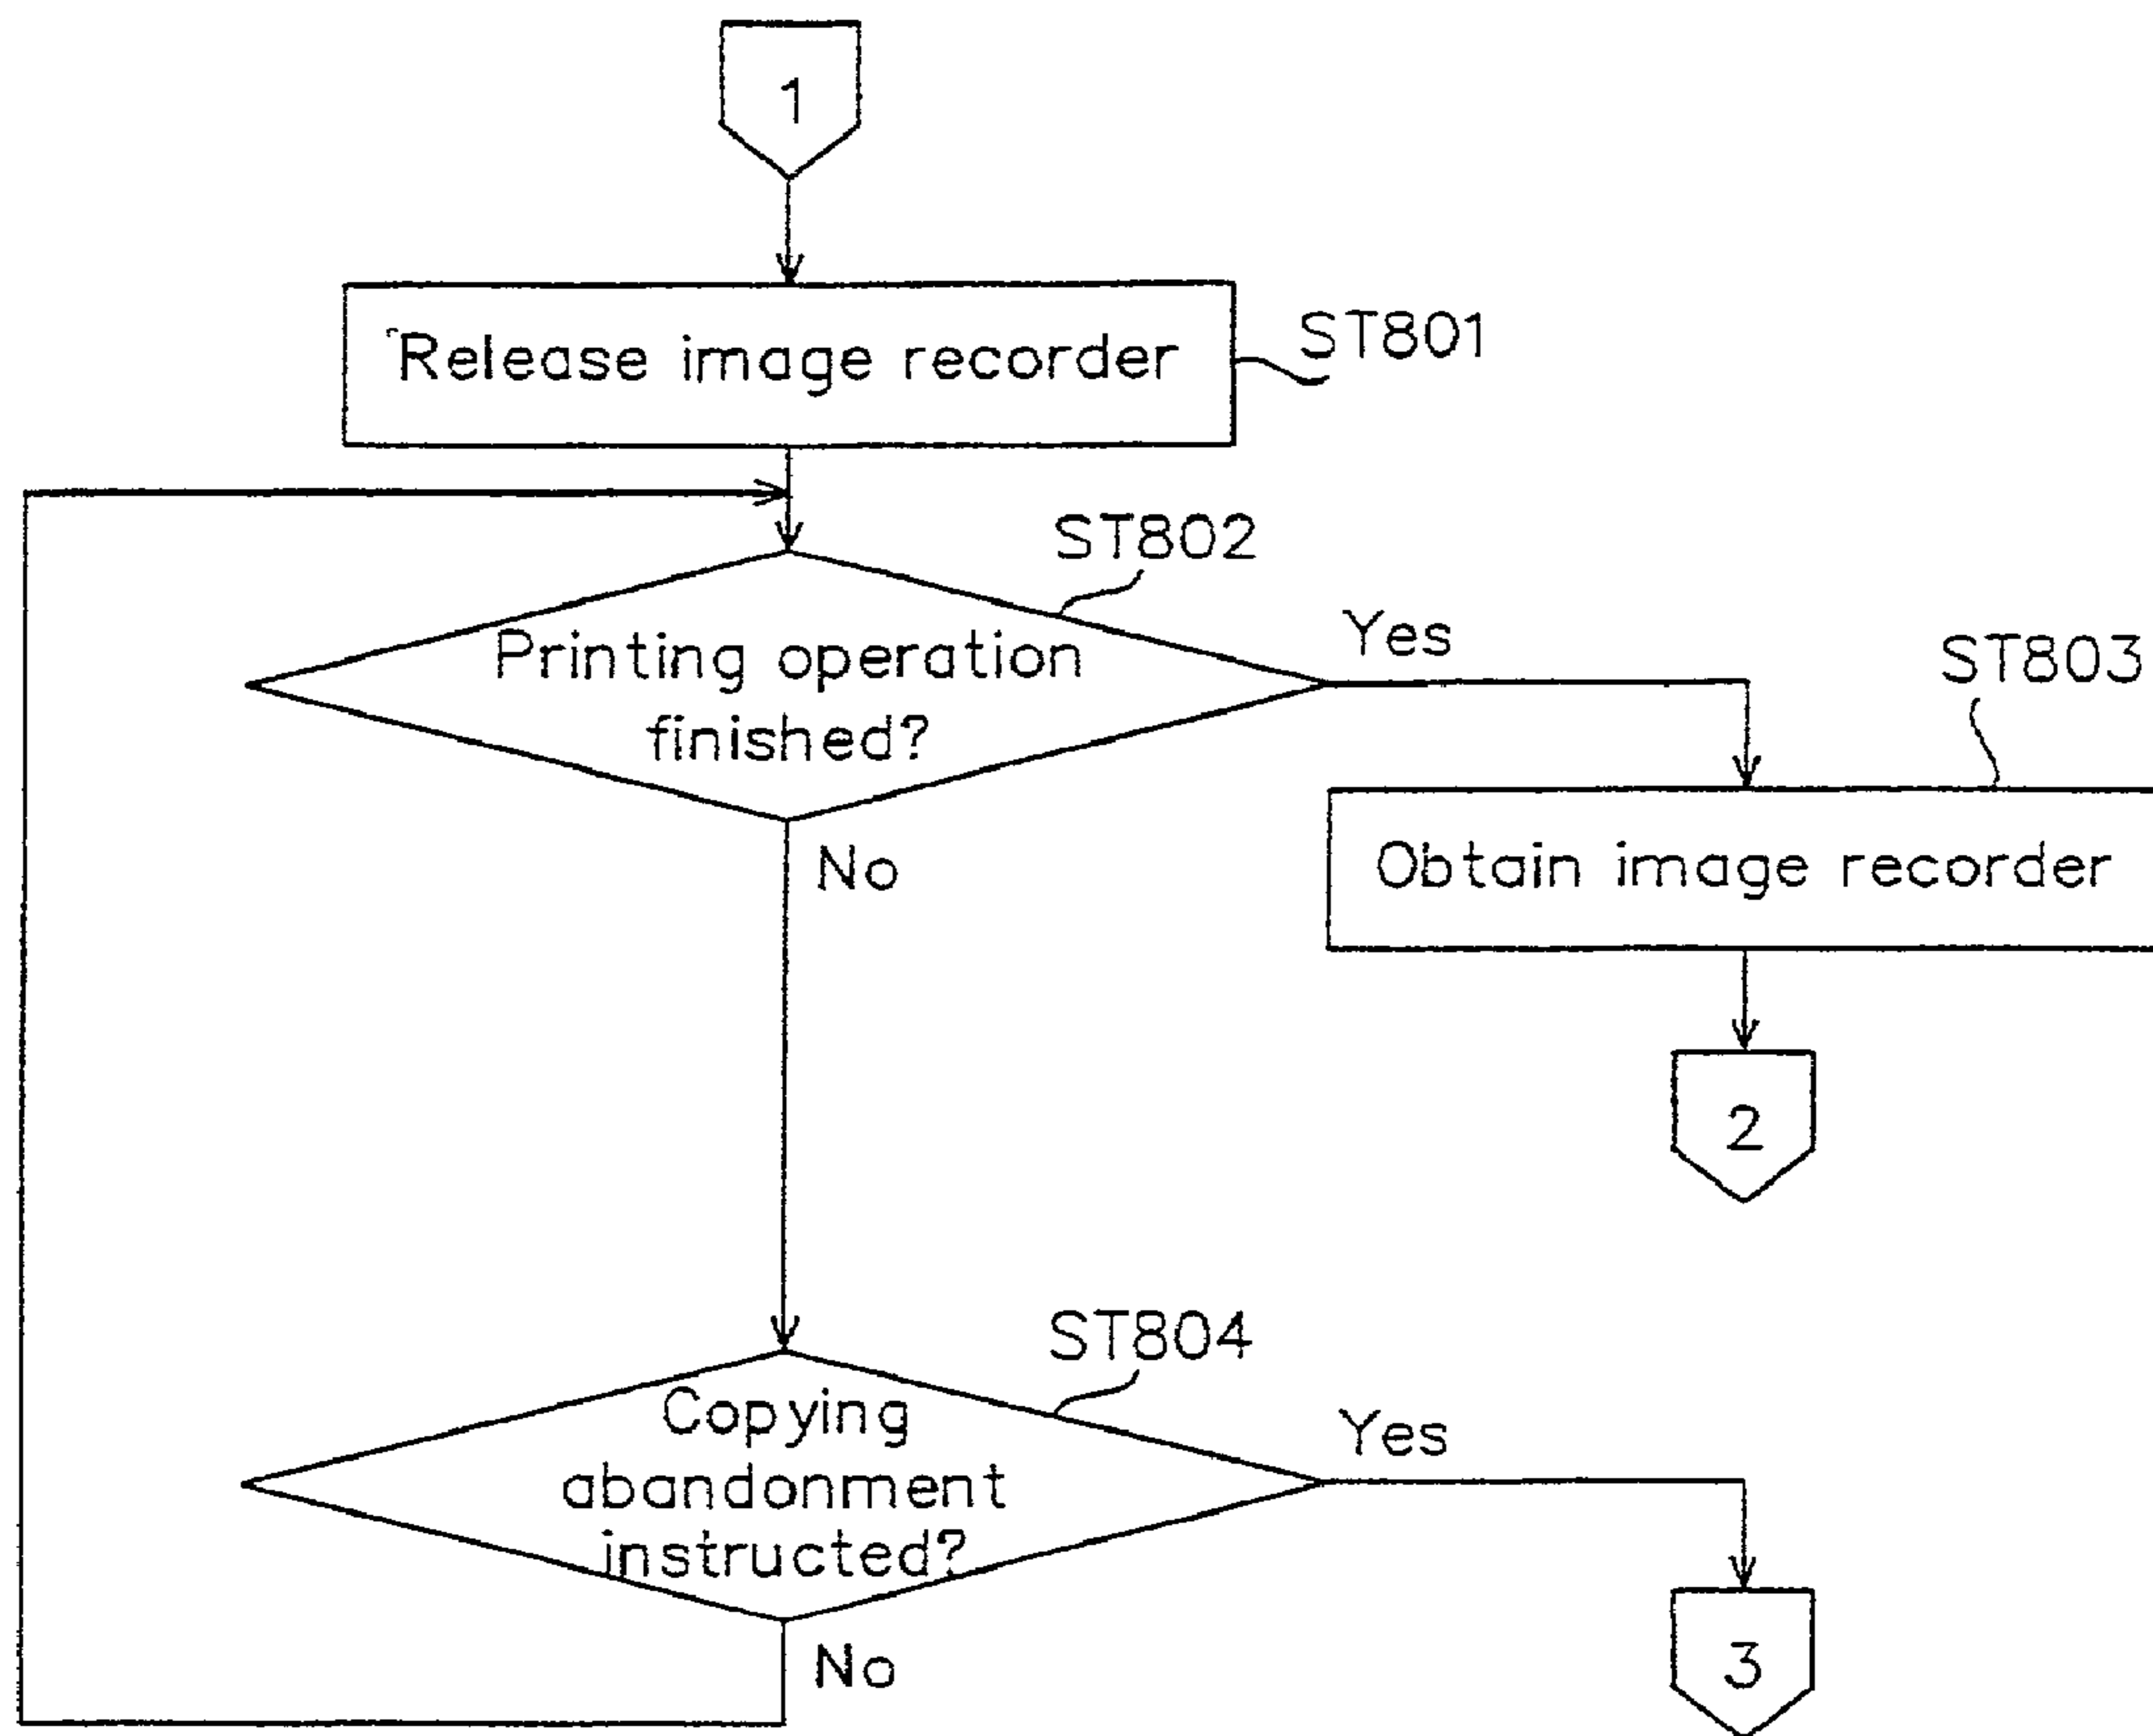 1
Release image recorder
ST801
ST802
Printing operation
finished?
Yes
No
ST803
Obtain image recorder
2
ST804
Copying
abandonment
instructed?
Yes
No
3